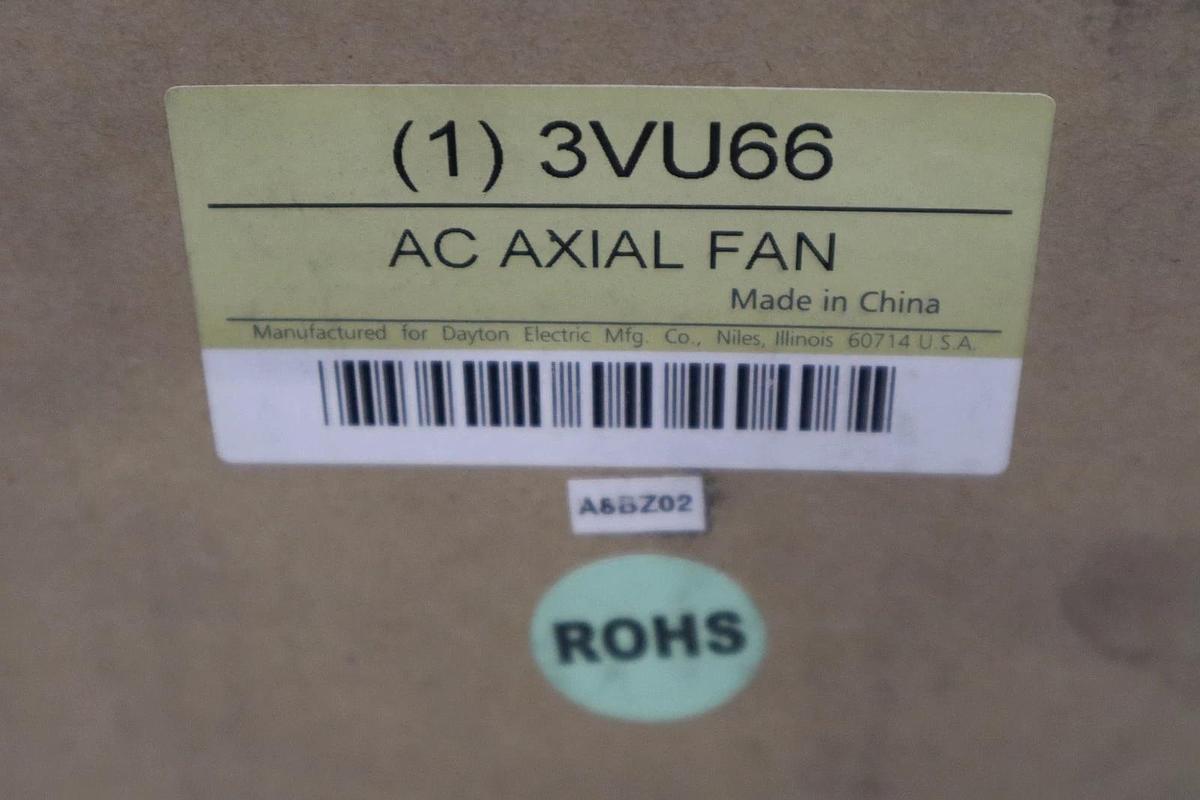 (1) 3VU66
AC AXIAL FAN
Made in China
Manufactured for Dayton Electric Mfg. Co., Niles, Illinois 60714 U.S.A.
A8BZ02
ROHS